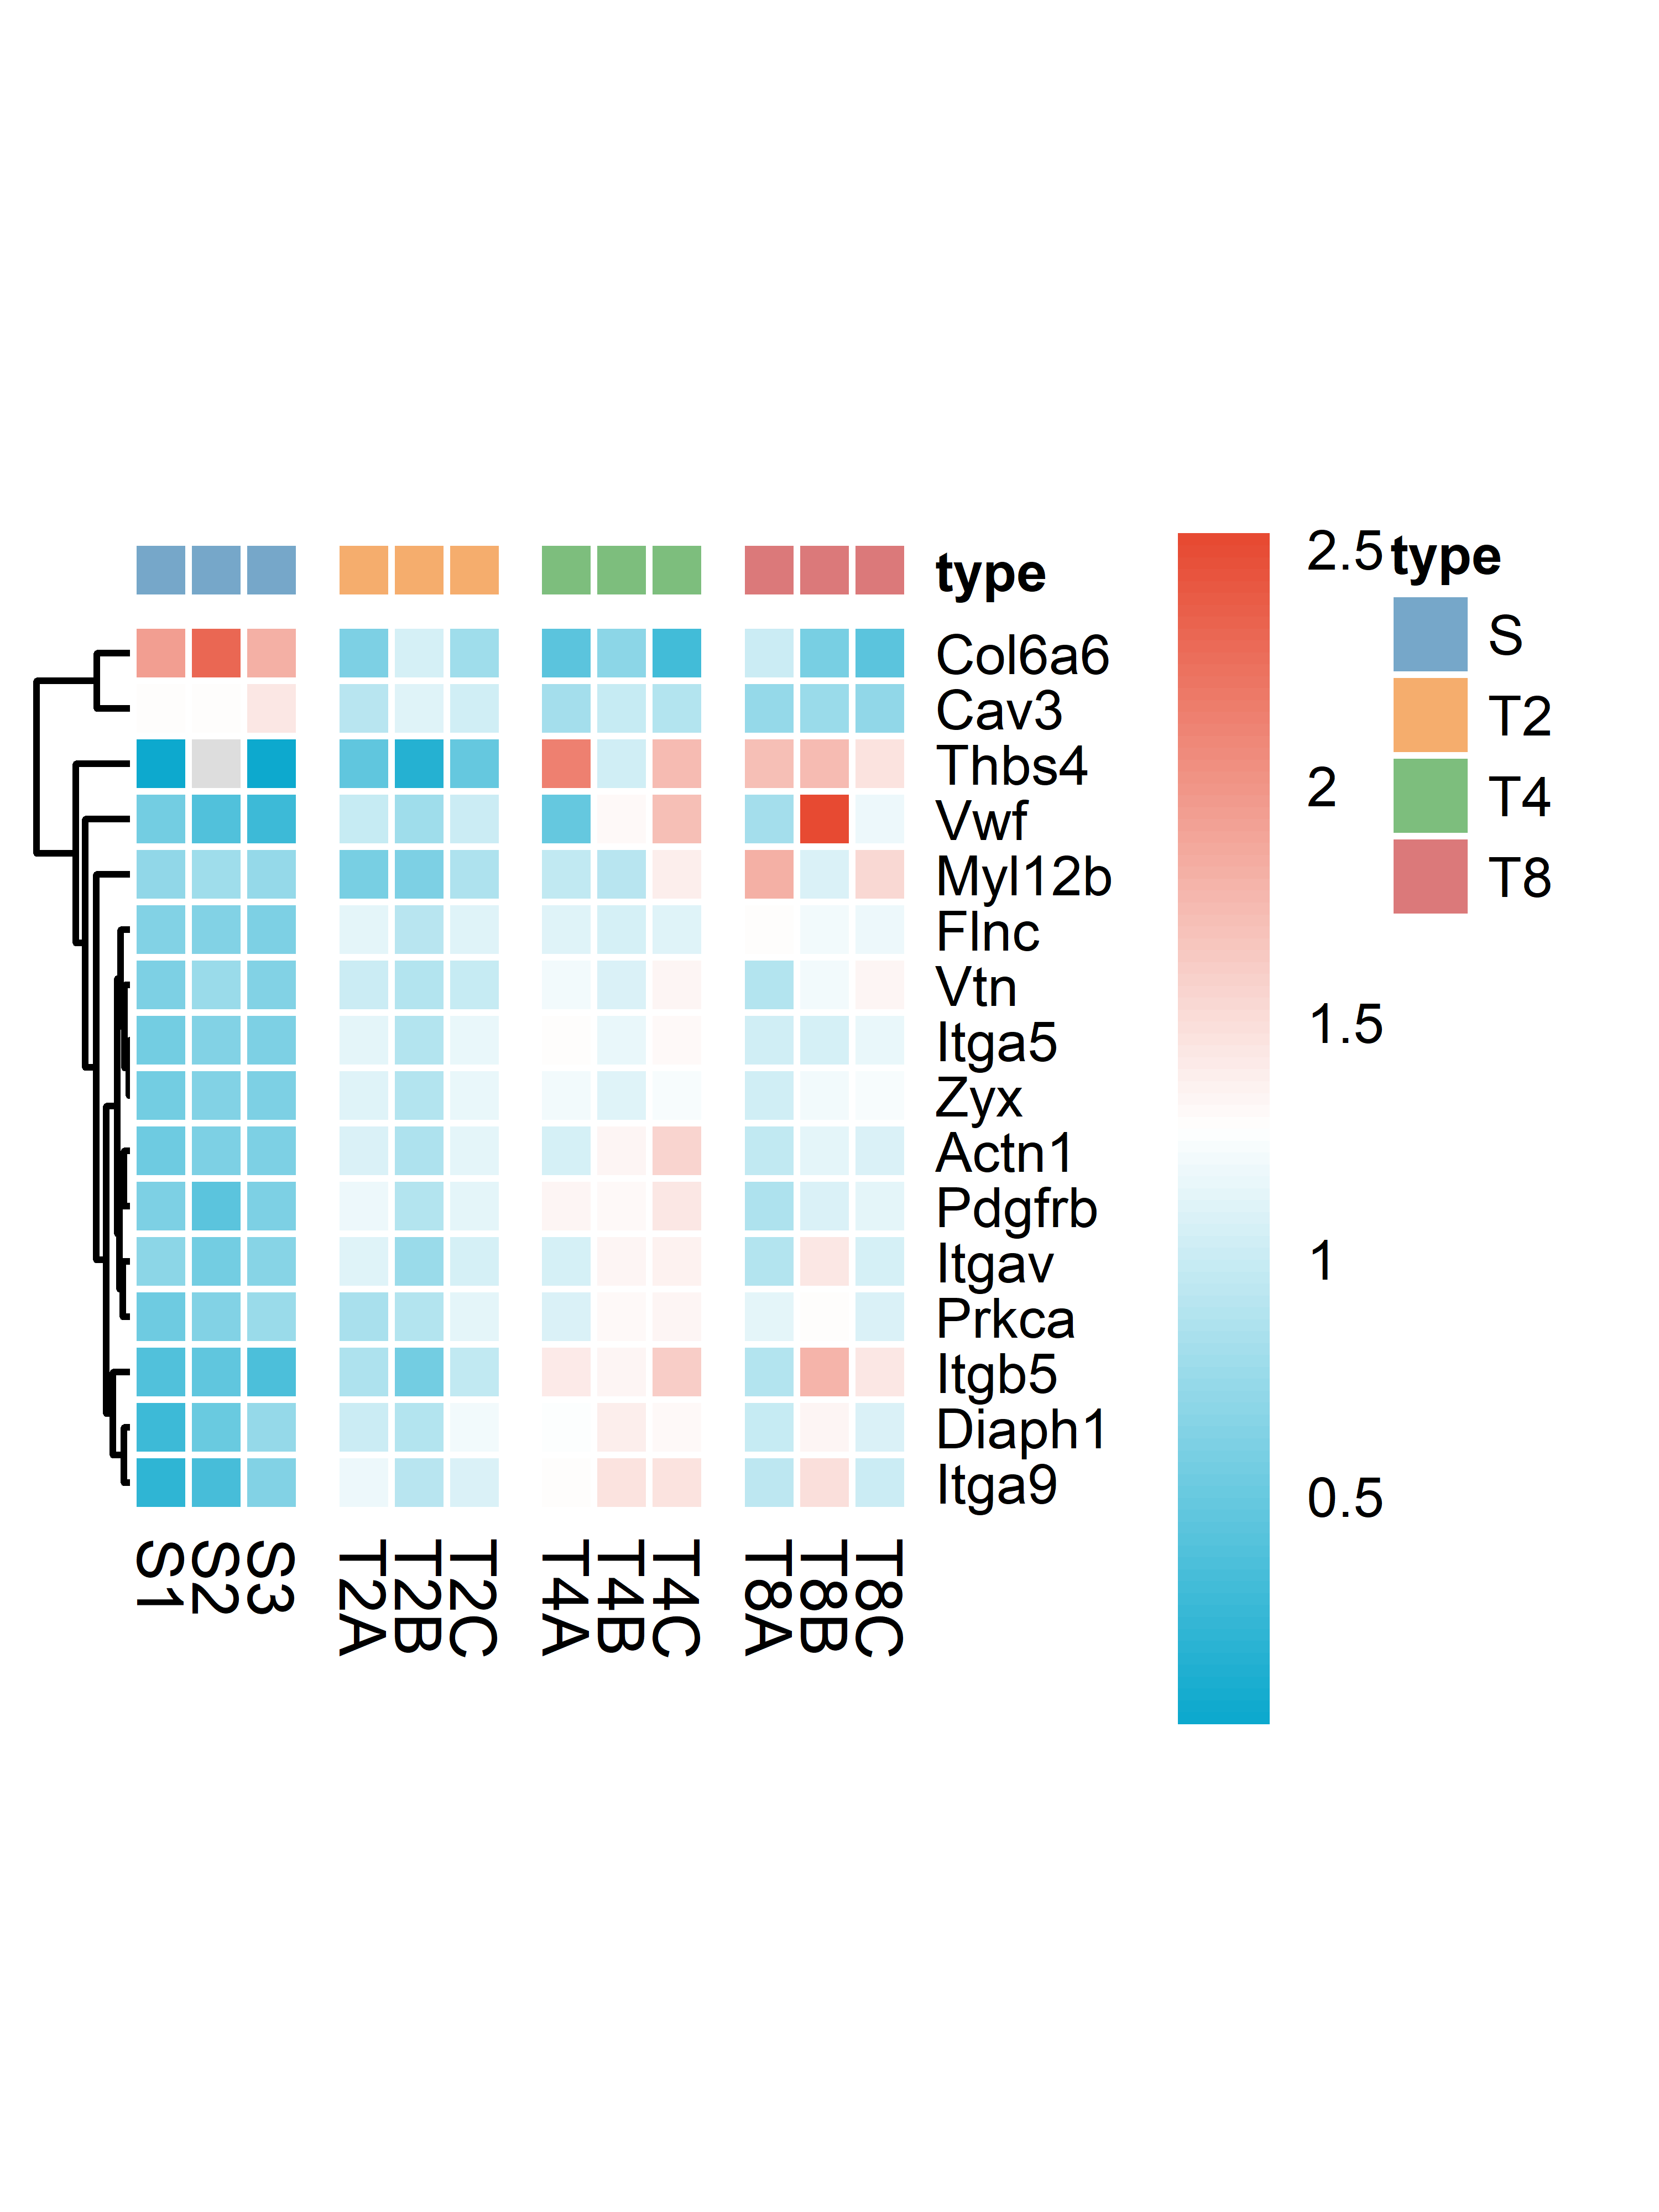 type
Col6a6
Cav3
Thbs4
Vwf
Myl12b
Flnc
Vtn
Itga5
Zyx
Actn1
Pdgfrb
Itgav
Prkca
Itgb5
Diaph1
Itga9
S1
S2
S3
T2A
T2B
T2C
T4A
T4B
T4C
T8A
T8B
T8C
2.5
2
1.5
1
0.5
type
S
T2
T4
T8